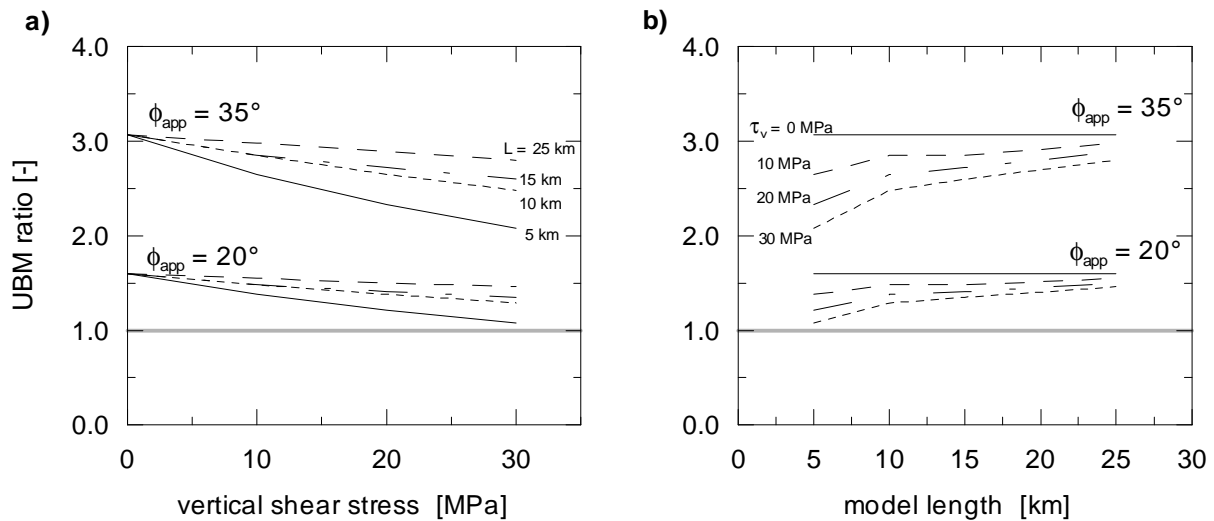 a)
4.0
3.0
2.0
1.0
0.0
UBM ratio [-]
ϕapp = 35°
L = 25 km
15 km
10 km
5 km
ϕapp = 20°
0 10 20 30
vertical shear stress [MPa]
b)
4.0
3.0
2.0
1.0
0.0
ϕapp = 35°
τv = 0 MPa
10 MPa
20 MPa
30 MPa
ϕapp = 20°
0 5 10 15 20 25 30
model length [km]